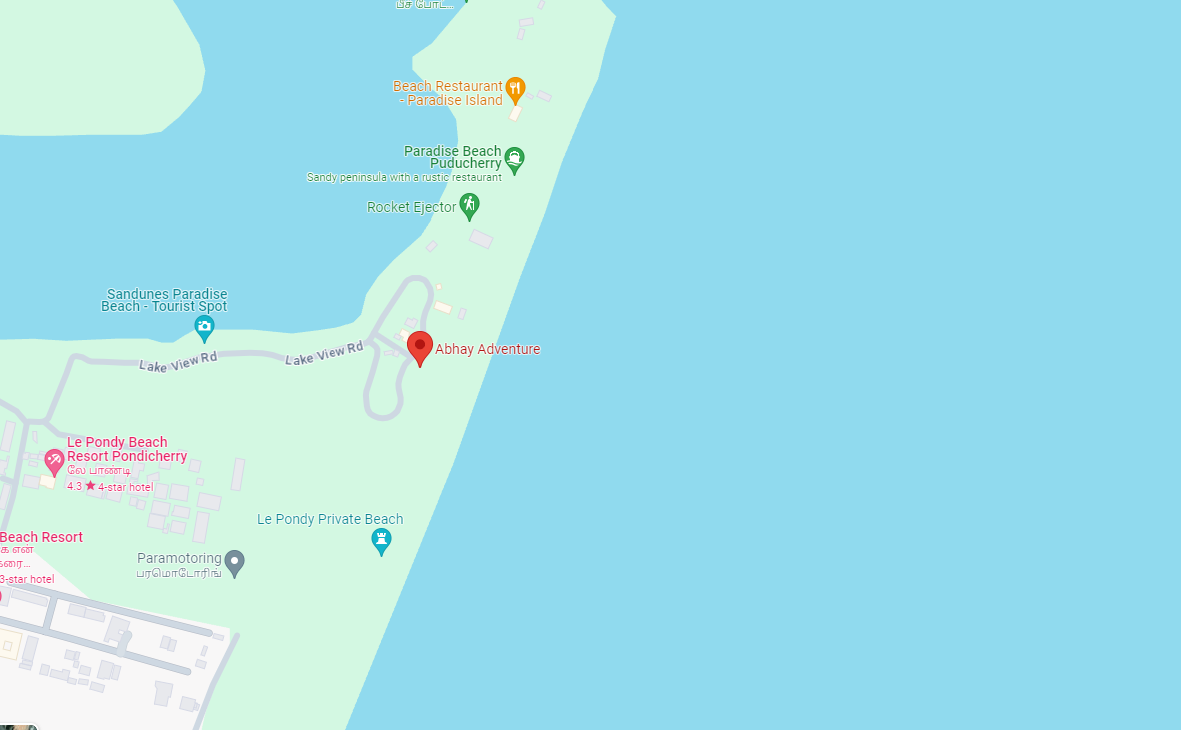 Beach Restaurant
- Paradise Island
Paradise Beach
Puducherry
Sandy peninsula with a rustic restaurant
Rocket Ejector
Sandunes Paradise
Beach - Tourist Spot
Lake View Rd
Lake View Rd
Abhay Adventure
Le Pondy Beach
Resort Pondicherry
லே பாண்டி
4.3 ★ 4-star hotel
Le Pondy Private Beach
Beach Resort
3-star hotel
Paramotoring
பரமொடோரிங்